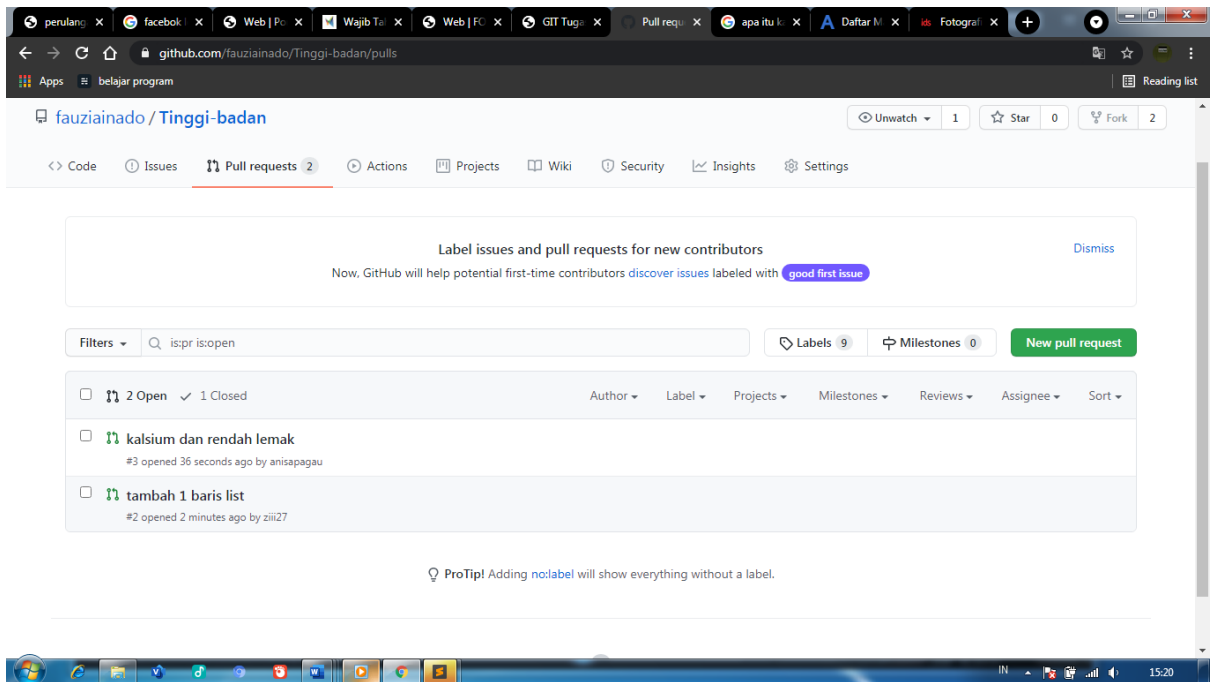 perulang
facebok
Web | Po
Wajib Tal
Web | FO
GIT Tuga
Pull requ
apa itu k
Daftar M
ids Fotografi
github.com/fauziainado/Tinggi-badan/pulls
Apps belajar program Reading list
fauziainado / Tinggi-badan Unwatch 1 Star 0 Fork 2
Code Issues Pull requests 2 Actions Projects Wiki Security Insights Settings
Label issues and pull requests for new contributors Dismiss
Now, GitHub will help potential first-time contributors discover issues labeled with good first issue
Filters is:pr is:open Labels 9 Milestones 0 New pull request
2 Open 1 Closed Author Label Projects Milestones Reviews Assignee Sort
kalsium dan rendah lemak
#3 opened 36 seconds ago by anisapagau
tambah 1 baris list
#2 opened 2 minutes ago by ziii27
ProTip! Adding no:label will show everything without a label.
IN 15:20